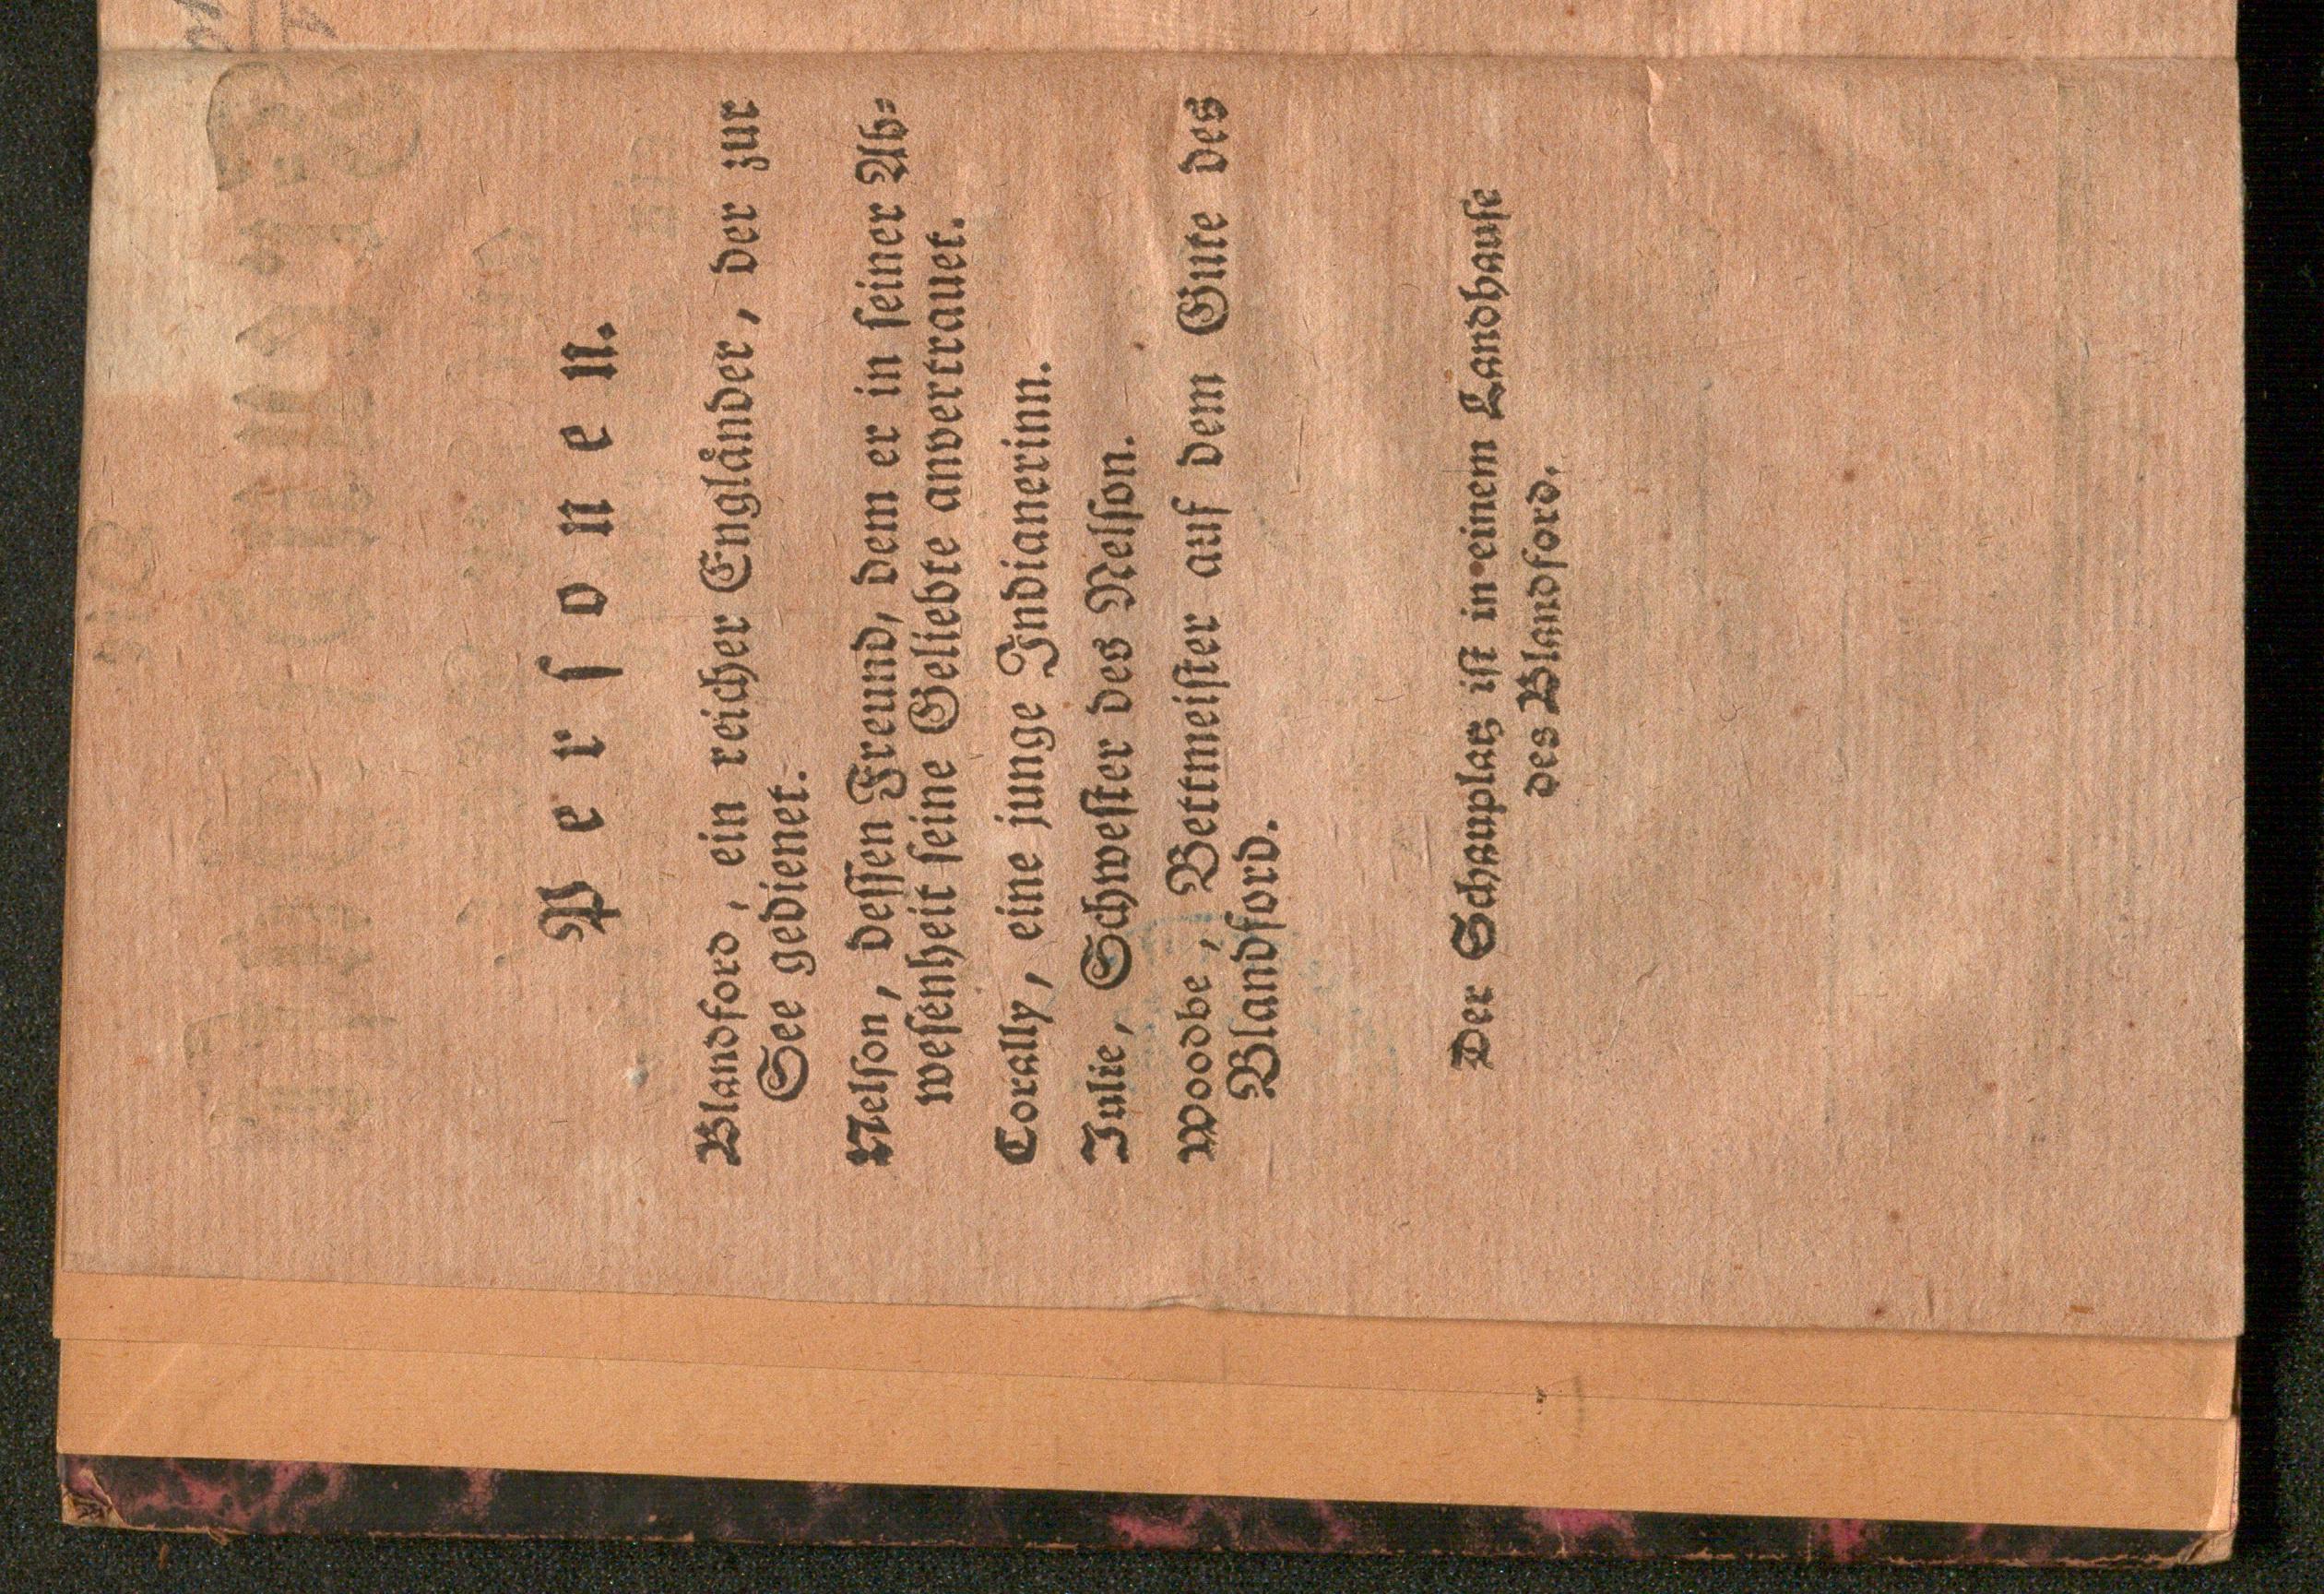 Perſonen.
Blandford, ein reicher Englaͤnder, der zur
See gedienet.
Nelſon, deſſen Freund, dem er in ſeiner Ab⸗
weſenheit ſeine Geliebte anvertrauet.
Corally, eine junge Indianerinn.
Julie, Schweſter des Nelſon.
Woodbe, Bettmeiſter auf dem Gute des
Blandford.
Der Schauplatz iſt in einem Landhauſe
des Blandford.